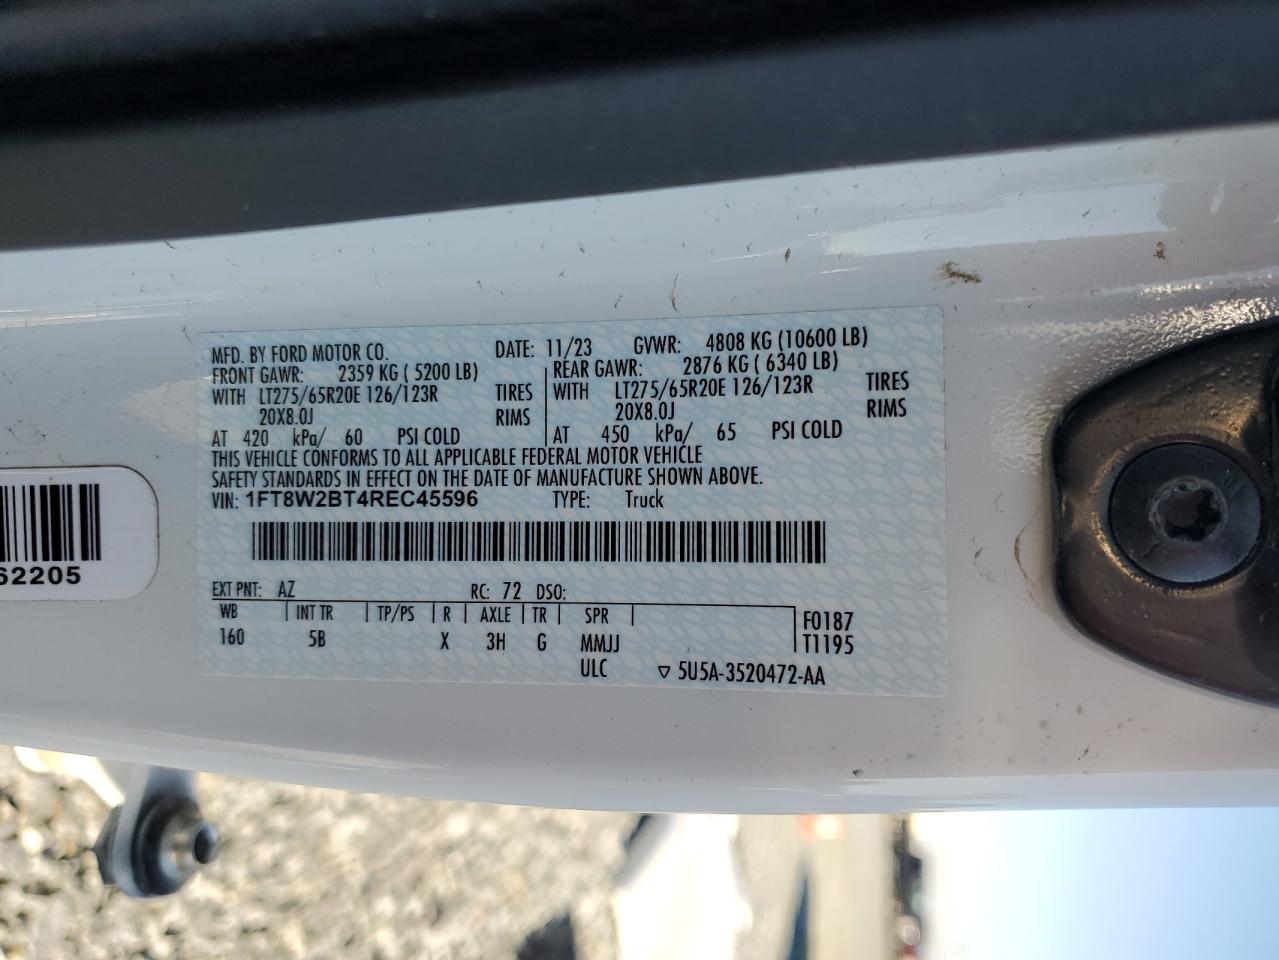 MFD. BY FORD MOTOR CO. DATE: 11/23 GVWR: 4808 KG (10600 LB)
FRONT GAWR: 2359 KG ( 5200 LB) REAR GAWR: 2876 KG ( 6340 LB)
WITH LT275/65R20E 126/123R TIRES WITH LT275/65R20E 126/123R TIRES
20X8.0J RIMS 20X8.0J RIMS
AT 420 kPa/ 60 PSI COLD AT 450 kPa/ 65 PSI COLD
THIS VEHICLE CONFORMS TO ALL APPLICABLE FEDERAL MOTOR VEHICLE
SAFETY STANDARDS IN EFFECT ON THE DATE OF MANUFACTURE SHOWN ABOVE.
VIN: 1FT8W2BT4REC45596 TYPE: Truck
62205
EXT PNT: AZ RC: 72 DSO:
WB INT TR TP/PS R AXLE TR SPR F0187
160 5B X 3H G MMJJ T1195
ULC ▽ 5U5A-3520472-AA